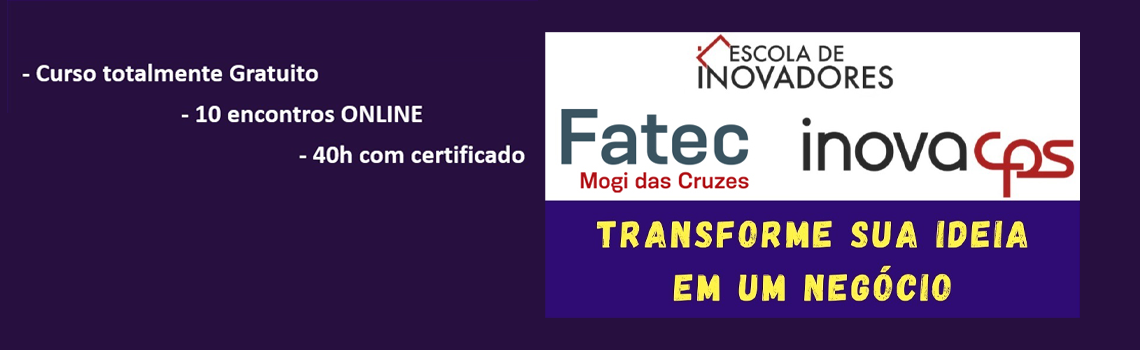 - Curso totalmente Gratuito
- 10 encontros ONLINE
- 40h com certificado
ESCOLA DE
INOVADORES
Fatec
Mogi das Cruzes
inovacps
TRANSFORME SUA IDEIA
EM UM NEGÓCIO